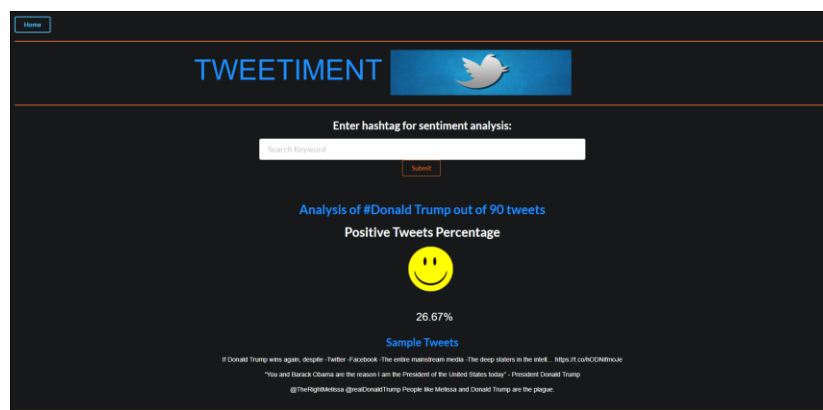 Home
TWEETIMENT
Enter hashtag for sentiment analysis:
Search Keyword
Submit
Analysis of #Donald Trump out of 90 tweets
Positive Tweets Percentage
26.67%
Sample Tweets
If Donald Trump wins again, despite -Twitter -Facebook -The entire mainstream media -The deep staters in the intell...
"You and Barack Obama are the reason I am the President of the United States today" - President Donald Trump
@TheRightMelissa @realDonaldTrump People like Melissa and Donald Trump are the plague.